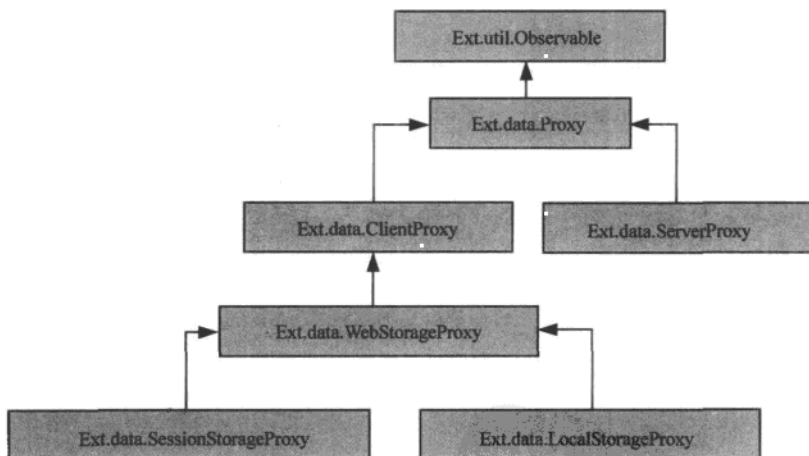 Ext.util.Observable
Ext.data.Proxy
Ext.data.ClientProxy
Ext.data.ServerProxy
Ext.data.WebStorageProxy
Ext.data.SessionStorageProxy
Ext.data.LocalStorageProxy